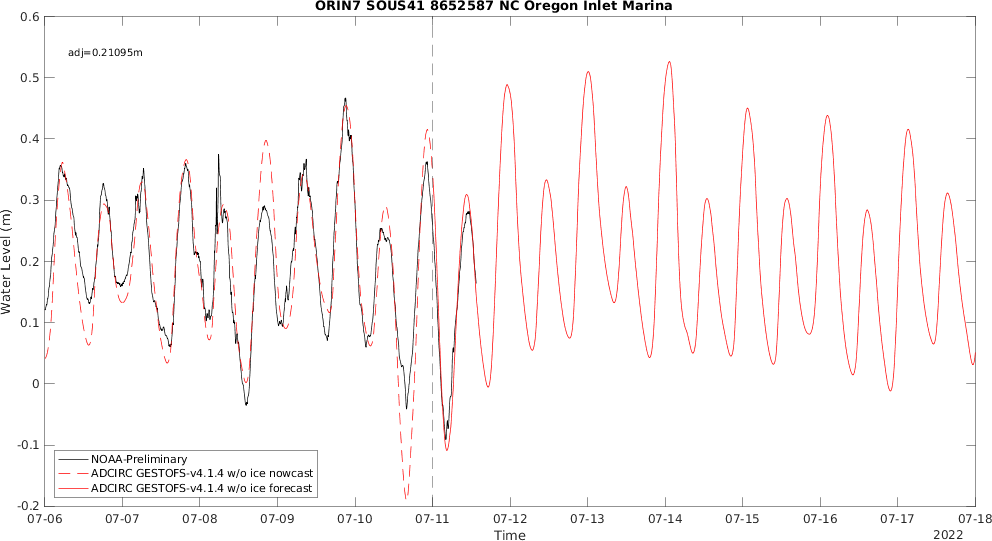 ORIN7 SOUS41 8652587 NC Oregon Inlet Marina
adj=0.21095m
Water Level (m)
0.6
0.5
0.4
0.3
0.2
0.1
0
-0.1
-0.2
NOAA-Preliminary
ADCIRC GESTOFS-v4.1.4 w/o ice nowcast
ADCIRC GESTOFS-v4.1.4 w/o ice forecast
07-06 07-07 07-08 07-09 07-10 07-11 07-12 07-13 07-14 07-15 07-16 07-17 07-18
Time
2022